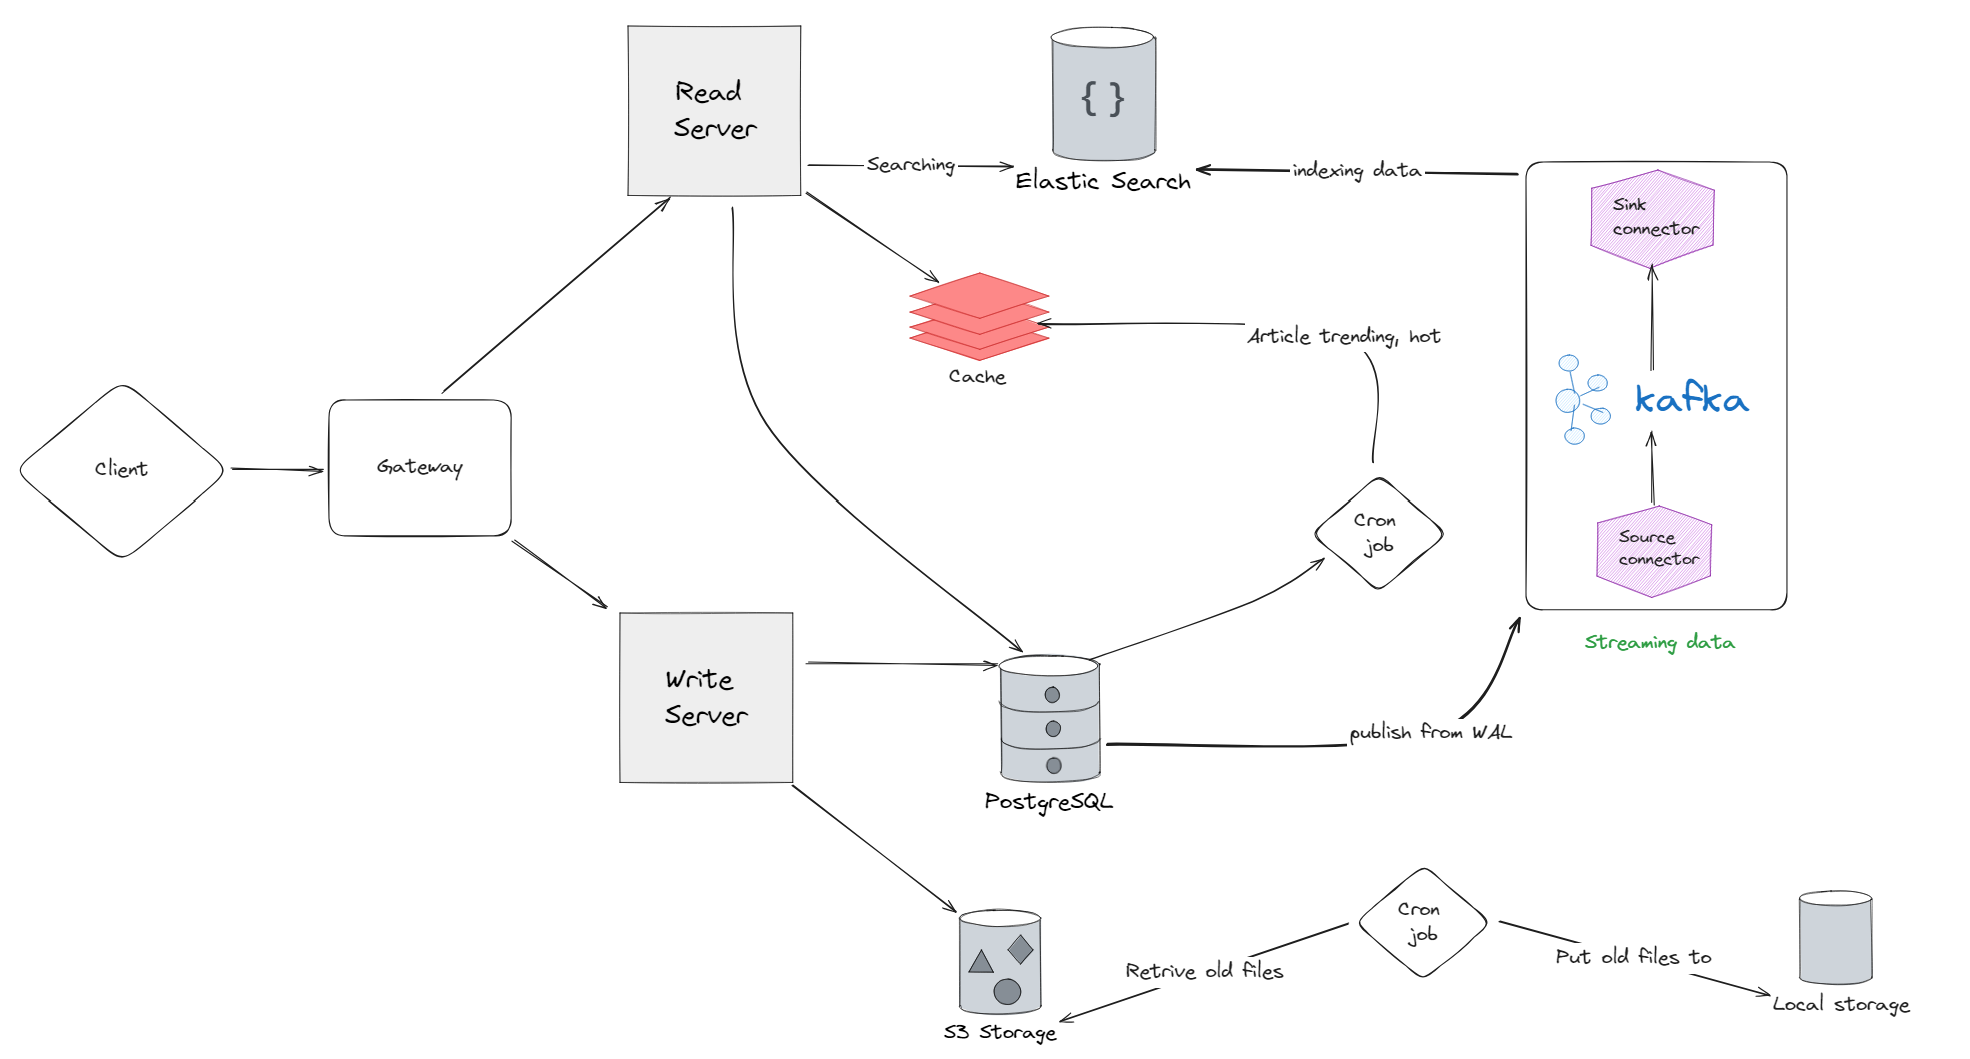 Read
Server
{ }
Searching
Elastic Search
indexing data
Sink
connector
Cache
Article trending, hot
kafka
Client
Gateway
Cron
job
Source
connector
Streaming data
Write
Server
publish from WAL
PostgreSQL
Cron
job
Retrive old files
Put old files to
S3 Storage
Local storage